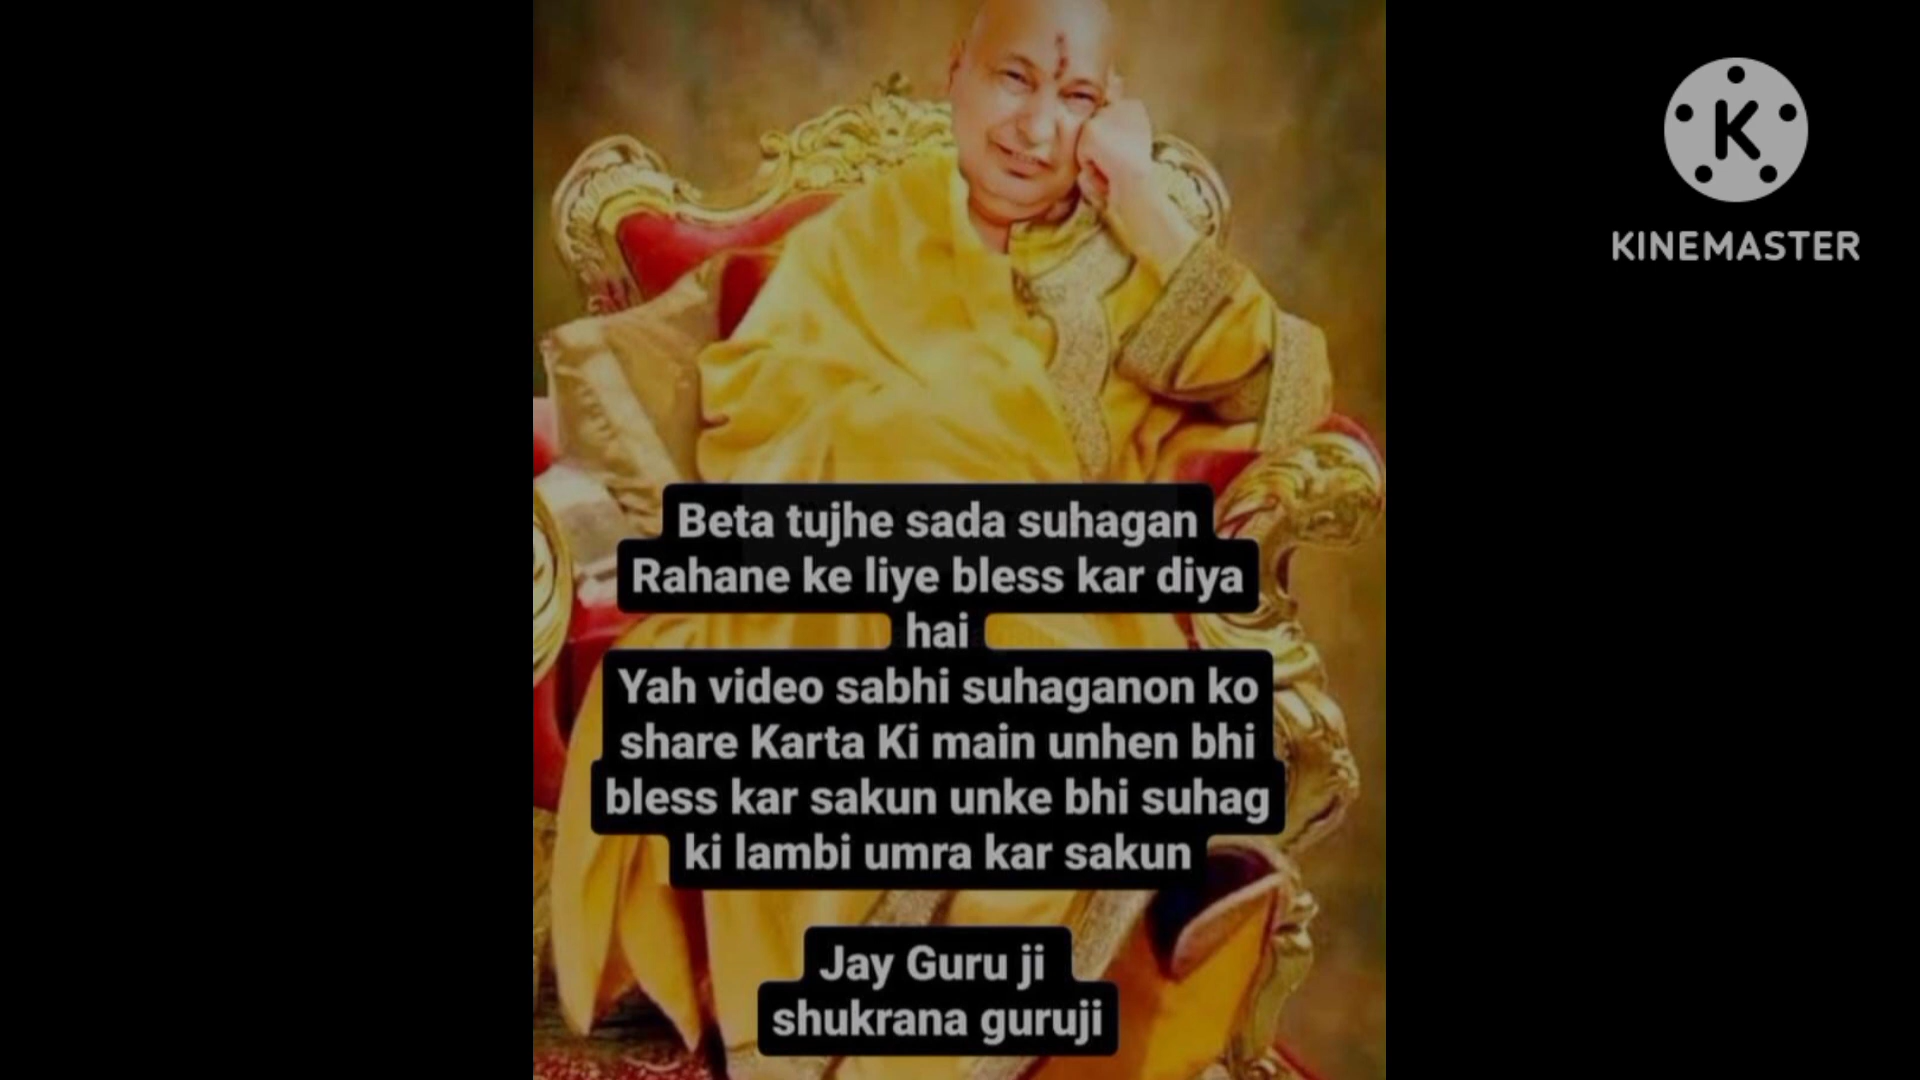 KINEMASTER
Beta tujhe sada suhagan
Rahane ke liye bless kar diya
hai
Yah video sabhi suhaganon ko
share Karta Ki main unhen bhi
bless kar sakun unke bhi suhag
ki lambi umra kar sakun
Jay Guru ji
shukrana guruji